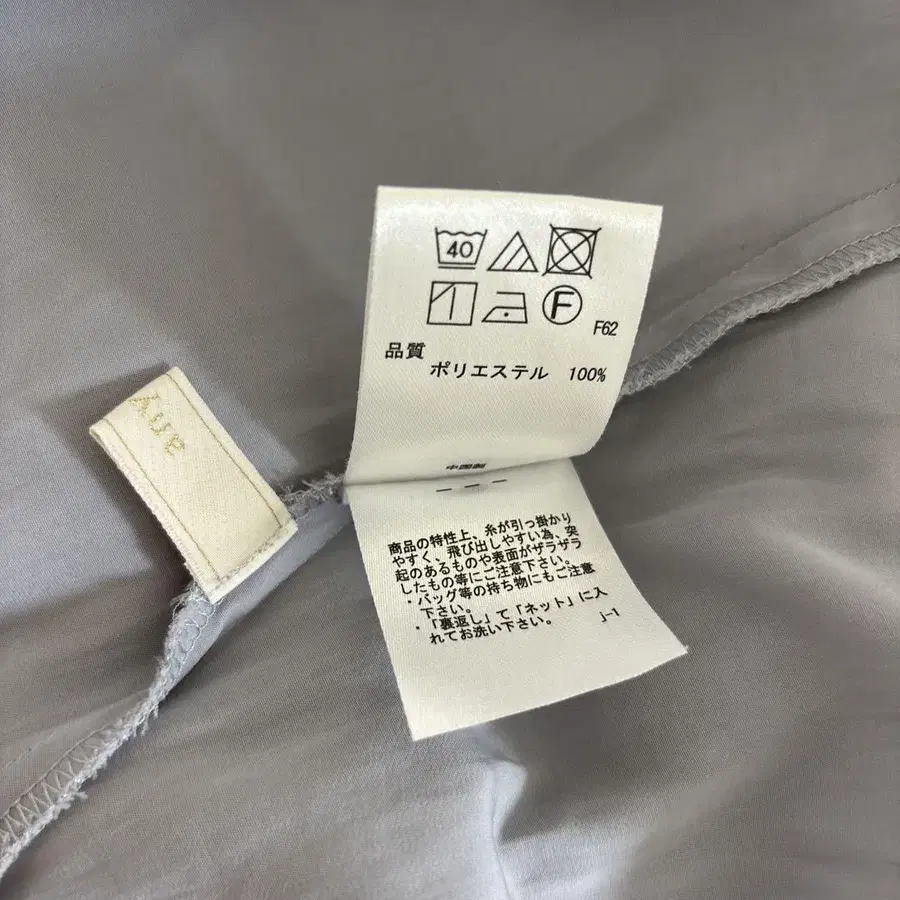 40
F
F62
品質
ポリエステル 100%
中国製
商品の特性上、糸が引っ掛かり
やすく、飛び出しやすい為、突
起のあるものや表面がザラザラ
したもの等にご注意下さい。
・バッグ等の持ち物にもご注意
下さい。
・「裏返し」て「ネット」に入
れてお洗い下さい。
j-1